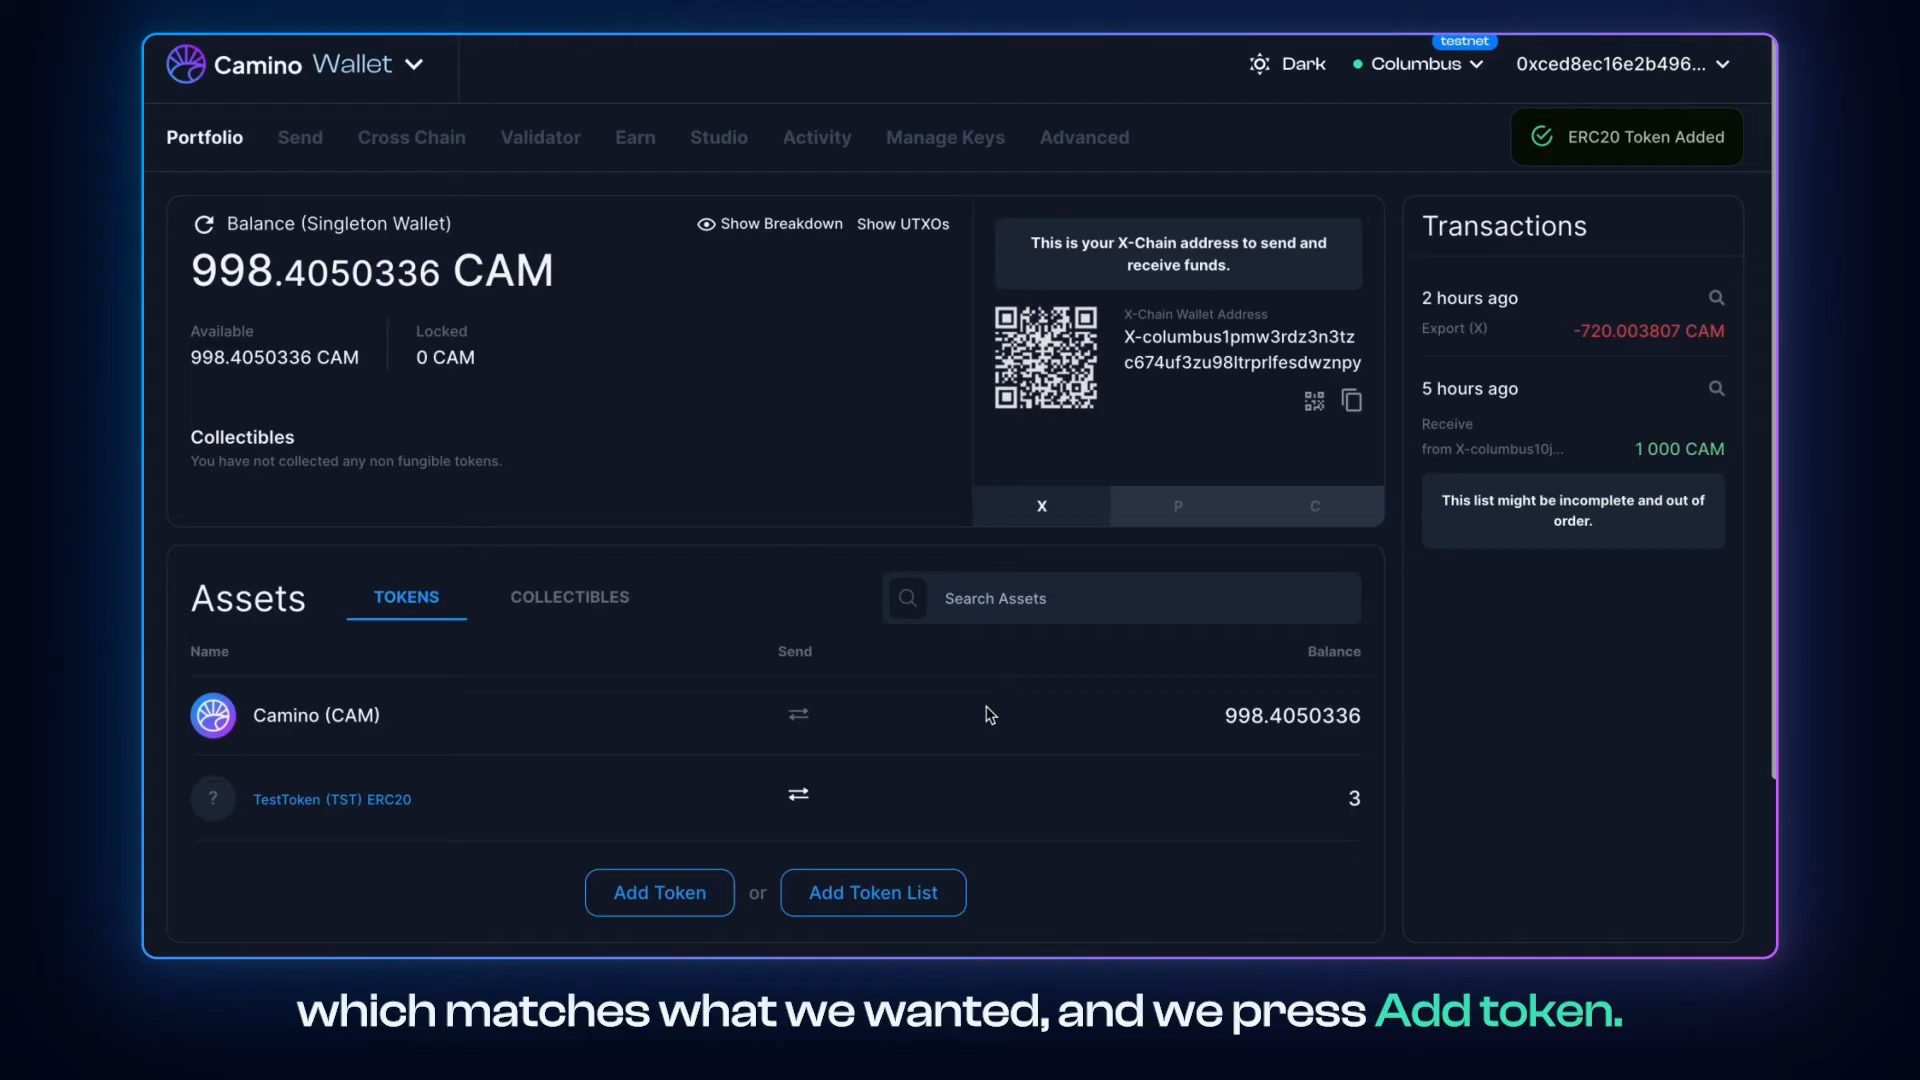 Camino Wallet
testnet
Dark
Columbus
0xced8ec16e2b496...
Portfolio
Send
Cross Chain
Validator
Earn
Studio
Activity
Manage Keys
Advanced
ERC20 Token Added
Balance (Singleton Wallet)
Show Breakdown
Show UTXOs
998.4050336 CAM
Available
998.4050336 CAM
Locked
0 CAM
Collectibles
You have not collected any non fungible tokens.
This is your X-Chain address to send and
receive funds.
X-Chain Wallet Address
X-columbus1pmw3rdz3n3tz
c674uf3zu98ltrprlfesdwznpy
X
P
C
Transactions
2 hours ago
Export (X)
-720.003807 CAM
5 hours ago
Receive
from X-columbus10j...
1 000 CAM
This list might be incomplete and out of
order.
Assets
TOKENS
COLLECTIBLES
Search Assets
Name
Send
Balance
Camino (CAM)
998.4050336
?
TestToken (TST) ERC20
3
Add Token
or
Add Token List
which matches what we wanted, and we press Add token.